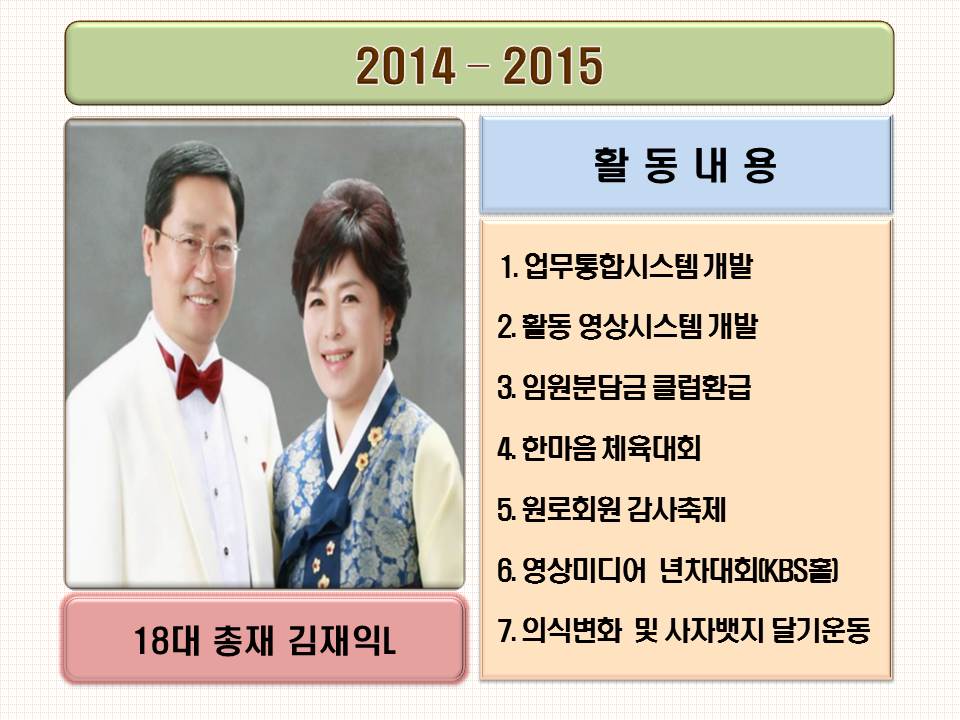 2014 – 2015
활 동 내 용
1. 업무통합시스템 개발
2. 활동 영상시스템 개발
3. 임원분담금 클럽환급
4. 한마음 체육대회
5. 원로회원 감사축제
6. 영상미디어 년차대회(KBS홀)
7. 의식변화 및 사자뱃지 달기운동
18대 총재 김재익L